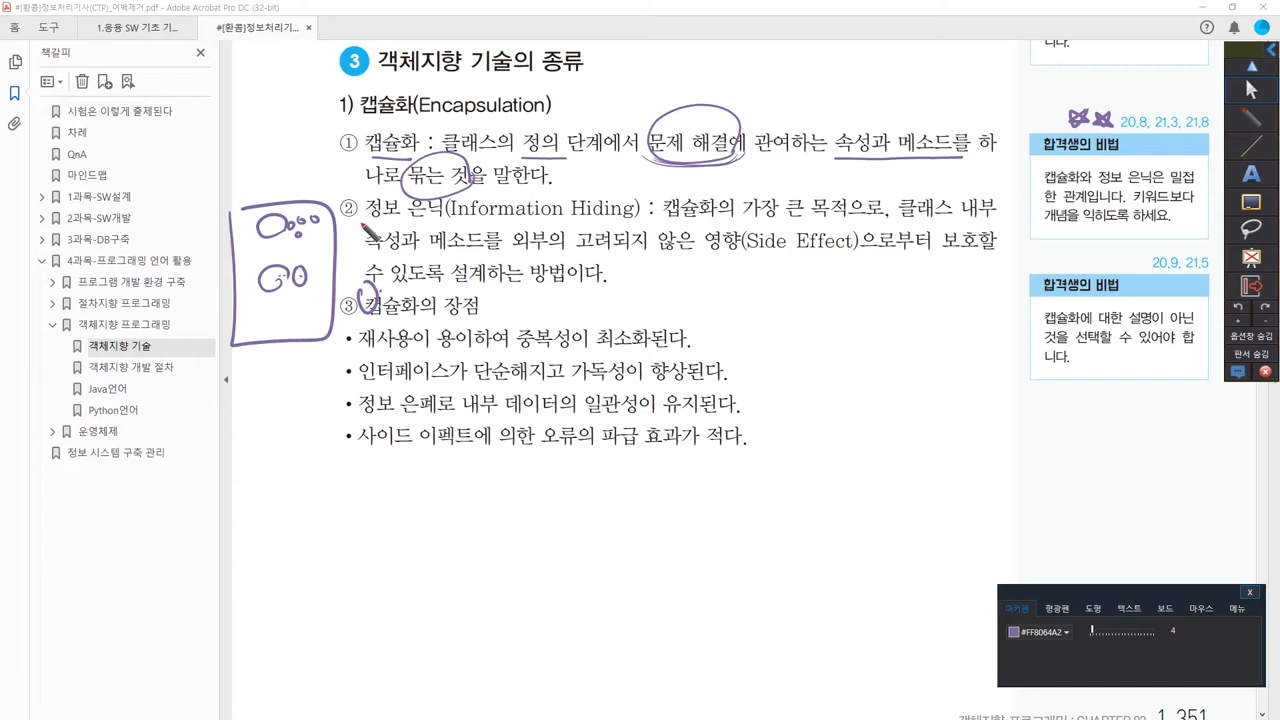 #[환콤]정보처리기사(CTP)_여백제거.pdf - Adobe Acrobat Pro DC (32-bit)
홈 도구 1.응용 SW 기초 기... #[환콤]정보처리기... ×
책갈피
시험은 이렇게 출제된다
차례
QnA
마인드맵
1과목-SW설계
2과목-SW개발
3과목-DB구축
4과목-프로그래밍 언어 활용
프로그램 개발 환경 구축
절차지향 프로그래밍
객체지향 프로그래밍
객체지향 기술
객체지향 개발 절차
Java언어
Python언어
운영체제
정보 시스템 구축 관리
3 객체지향 기술의 종류
1) 캡슐화(Encapsulation)
① 캡슐화 : 클래스의 정의 단계에서 문제 해결에 관여하는 속성과 메소드를 하
나로 묶는 것을 말한다.
② 정보 은닉(Information Hiding) : 캡슐화의 가장 큰 목적으로, 클래스 내부
속성과 메소드를 외부의 고려되지 않은 영향(Side Effect)으로부터 보호할
수 있도록 설계하는 방법이다.
③ 캡슐화의 장점
• 재사용이 용이하여 중복성이 최소화된다.
• 인터페이스가 단순해지고 가독성이 향상된다.
• 정보 은폐로 내부 데이터의 일관성이 유지된다.
• 사이드 이펙트에 의한 오류의 파급 효과가 적다.
니다.
20,8, 21,3, 21,8
합격생의 비법
캡슐화와 정보 은닉은 밀접
한 관계입니다. 키워드보다
개념을 익히도록 하세요.
20,9, 21,5
합격생의 비법
캡슐화에 대한 설명이 아닌
것을 선택할 수 있어야 합
니다.
옵션창 숨김
판서 숨김
마커펜 형광펜 도형 텍스트 보드 마우스 메뉴
#FF8064A2 4
객체지향 프로그래밍 : CHAPTER 03 1-351